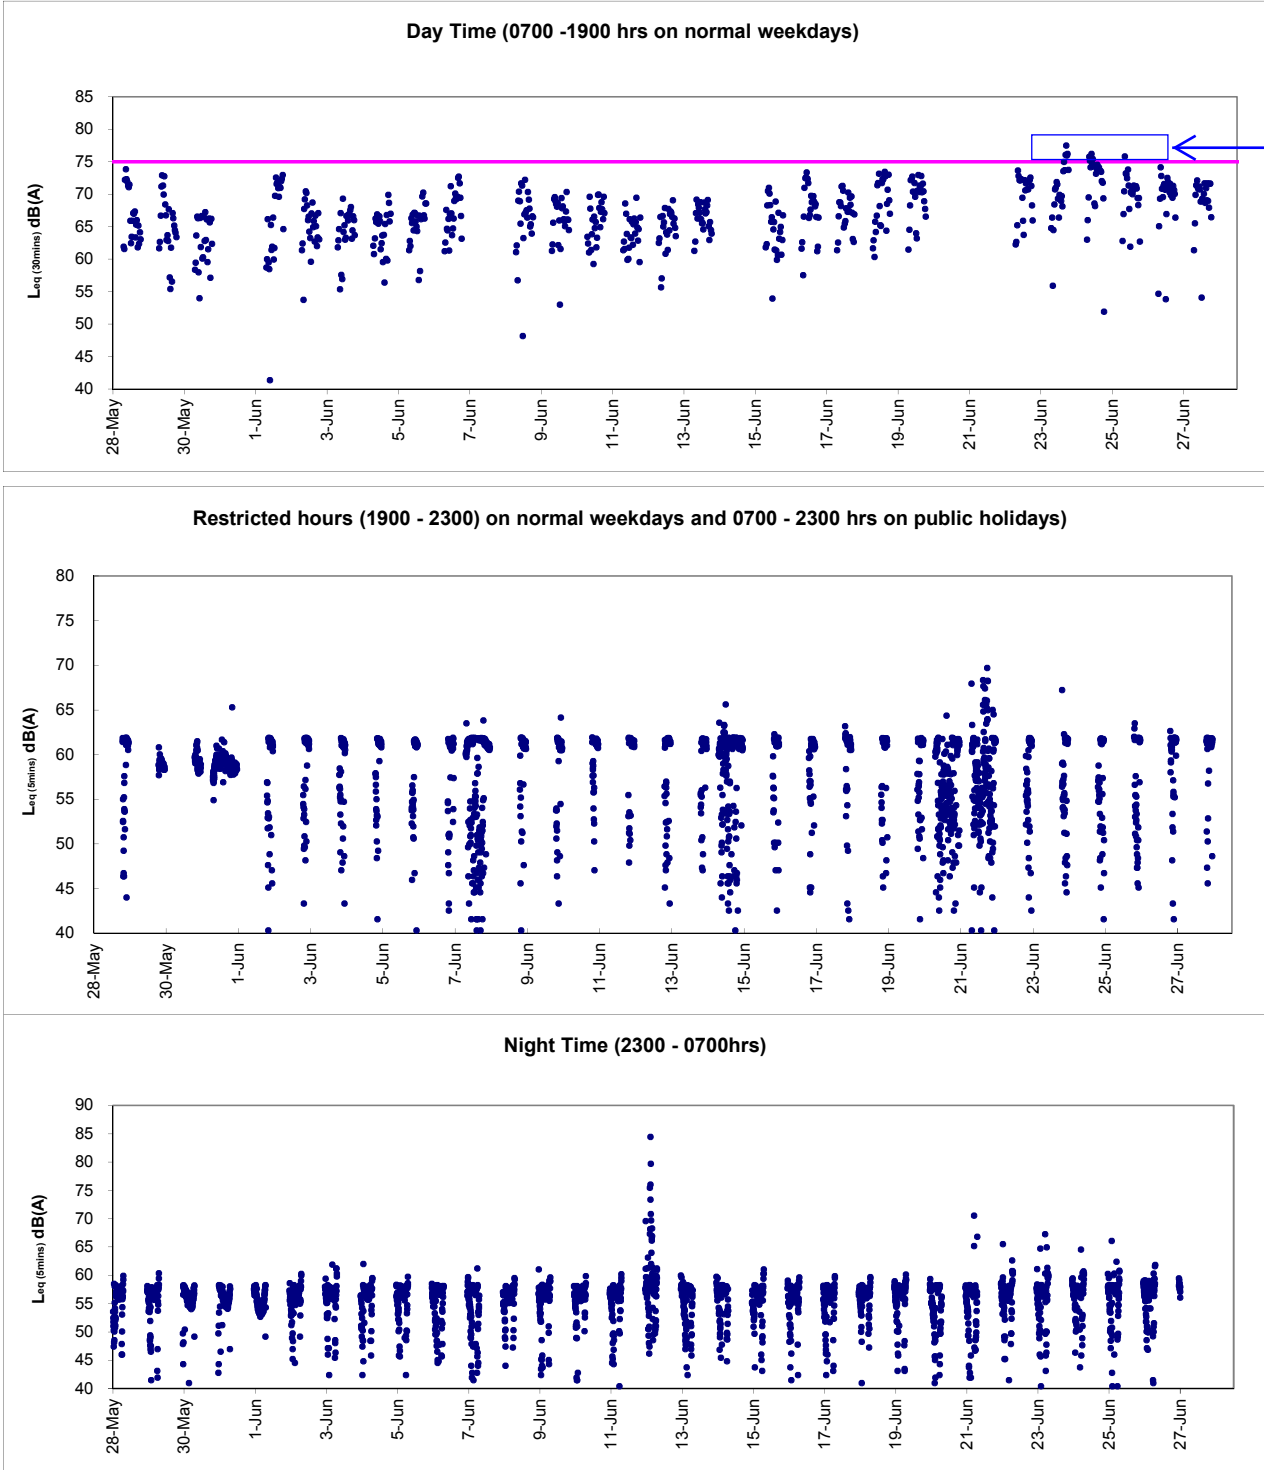 Day Time (0700 -1900 hrs on normal weekdays)
Leq (30mins) dB(A)
85
80
75
70
65
60
55
50
45
40
28-May
30-May
1-Jun
3-Jun
5-Jun
7-Jun
9-Jun
11-Jun
13-Jun
15-Jun
17-Jun
19-Jun
21-Jun
23-Jun
25-Jun
27-Jun
Restricted hours (1900 - 2300) on normal weekdays and 0700 - 2300 hrs on public holidays)
Leq (5mins) dB(A)
80
75
70
65
60
55
50
45
40
28-May
30-May
1-Jun
3-Jun
5-Jun
7-Jun
9-Jun
11-Jun
13-Jun
15-Jun
17-Jun
19-Jun
21-Jun
23-Jun
25-Jun
27-Jun
Night Time (2300 - 0700hrs)
Leq (5mins) dB(A)
90
85
80
75
70
65
60
55
50
45
40
28-May
30-May
1-Jun
3-Jun
5-Jun
7-Jun
9-Jun
11-Jun
13-Jun
15-Jun
17-Jun
19-Jun
21-Jun
23-Jun
25-Jun
27-Jun